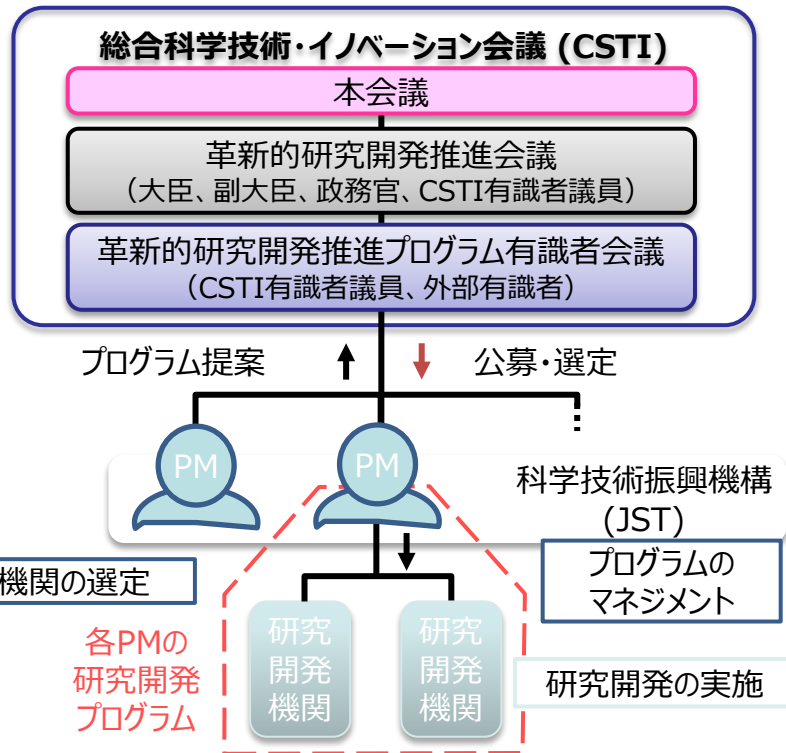 総合科学技術・イノベーション会議 (CSTI)
本会議
革新的研究開発推進会議
（大臣、副大臣、政務官、CSTI有識者議員）
革新的研究開発推進プログラム有識者会議
（CSTI有識者議員、外部有識者）
プログラム提案
公募・選定
PM
PM
科学技術振興機構
(JST)
機関の選定
プログラムの
マネジメント
各PMの
研究開発
プログラム
研究
開発
機関
研究
開発
機関
研究開発の実施